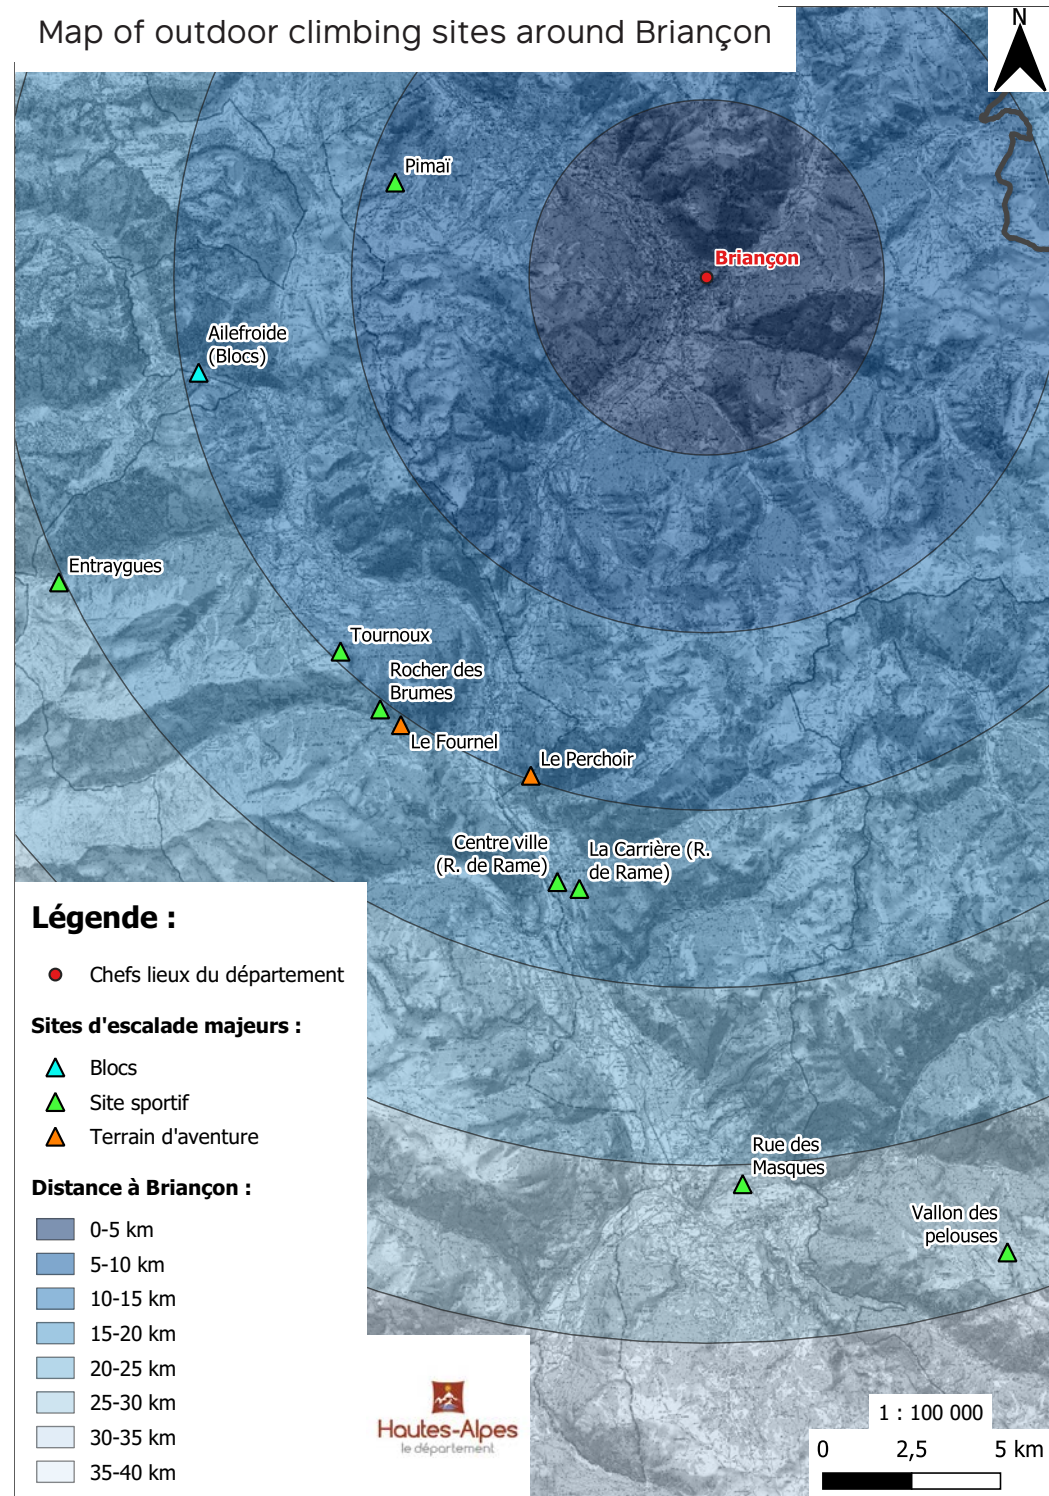 Map of outdoor climbing sites around Briançon
N
Pimaï
Briançon
Ailefroide
(Blocs)
Entraygues
Tournoux
Rocher des
Brumes
Le Fournel
Le Perchoir
Centre ville
(R. de Rame)
La Carrière (R.
de Rame)
Rue des
Masques
Vallon des
pelouses
Légende :
Chefs lieux du département
Sites d'escalade majeurs :
Blocs
Site sportif
Terrain d'aventure
Distance à Briançon :
0-5 km
5-10 km
10-15 km
15-20 km
20-25 km
25-30 km
30-35 km
35-40 km
Hautes-Alpes
le département
1 : 100 000
0 2,5 5 km